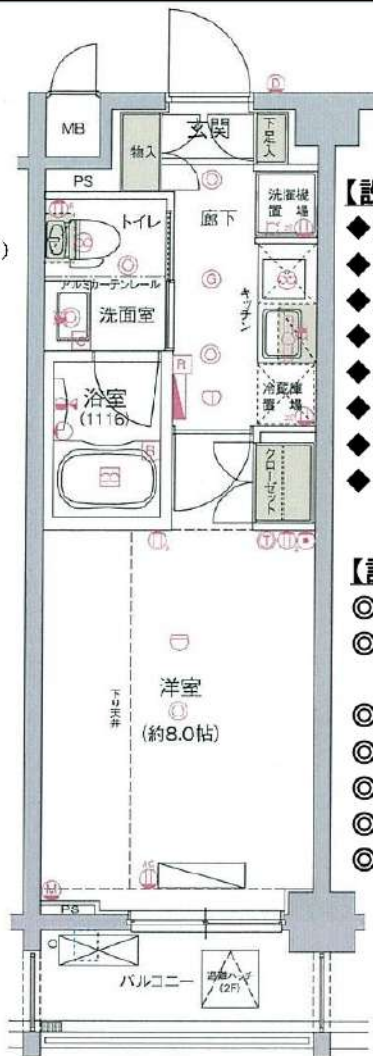 D
MB
物入
玄関
下足入
PS
トイレ
廊下
洗濯機
置場
G
アルミカーテンレール
洗面室
キッチン
R
浴室
(1116)
冷蔵庫
置場
クローゼット
T
洋室
(約8.0帖)
下り天井
AC
M
PS
バルコニー
避難ハッチ
(2F)
)
【設
◆
◆
◆
◆
◆
◆
◆
◆
◎
◎
◎
◎
◎
◎
◎